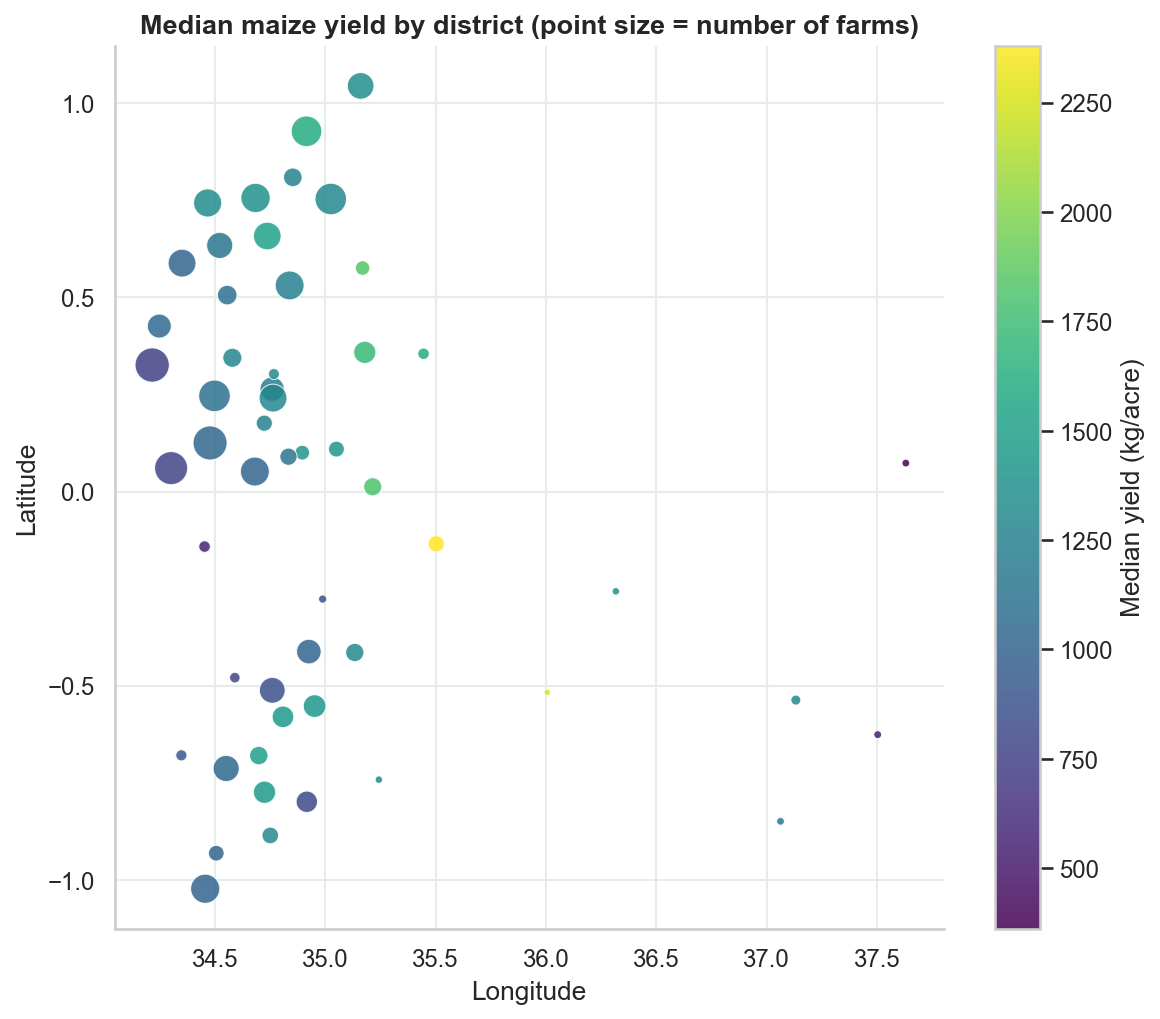 Median maize yield by district (point size = number of farms)
1.0
0.5
0.0
−0.5
−1.0
Latitude
34.5 35.0 35.5 36.0 36.5 37.0 37.5
Longitude
2250
2000
1750
1500
1250
1000
750
500
Median yield (kg/acre)